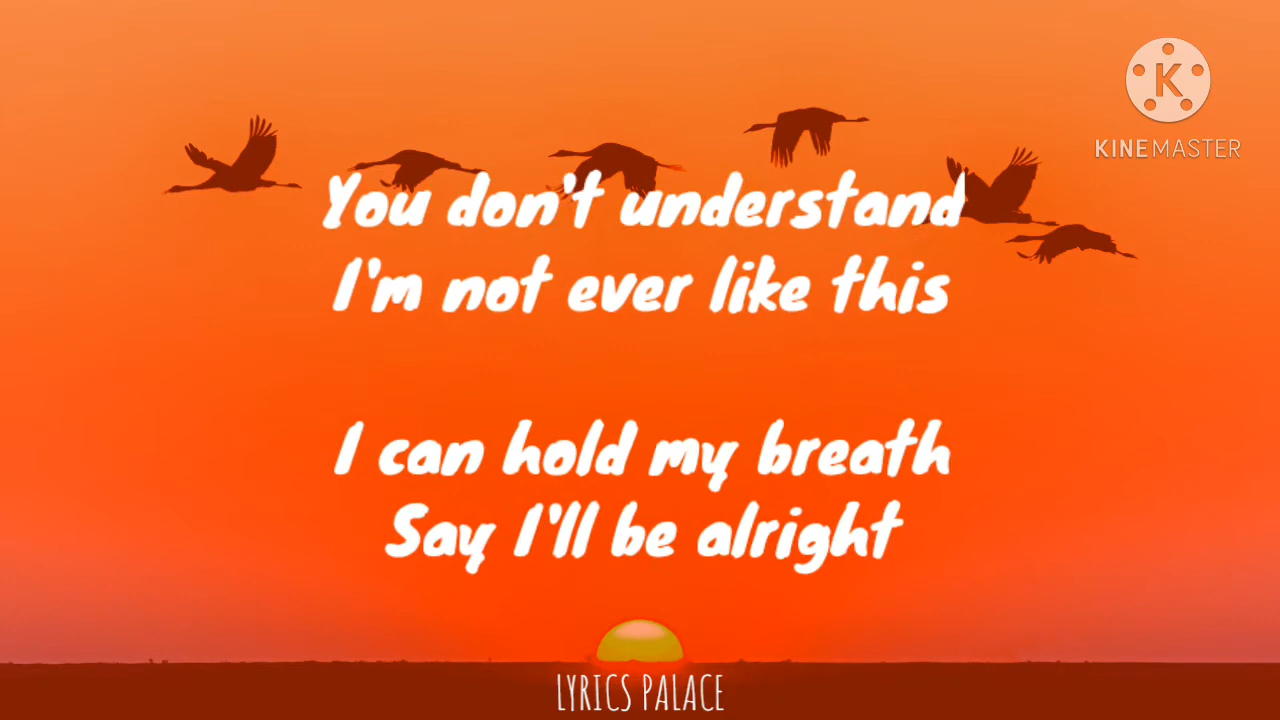 K
KINEMASTER
You don't understand
I'm not ever like this
I can hold my breath
Say I'll be alright
LYRICS PALACE